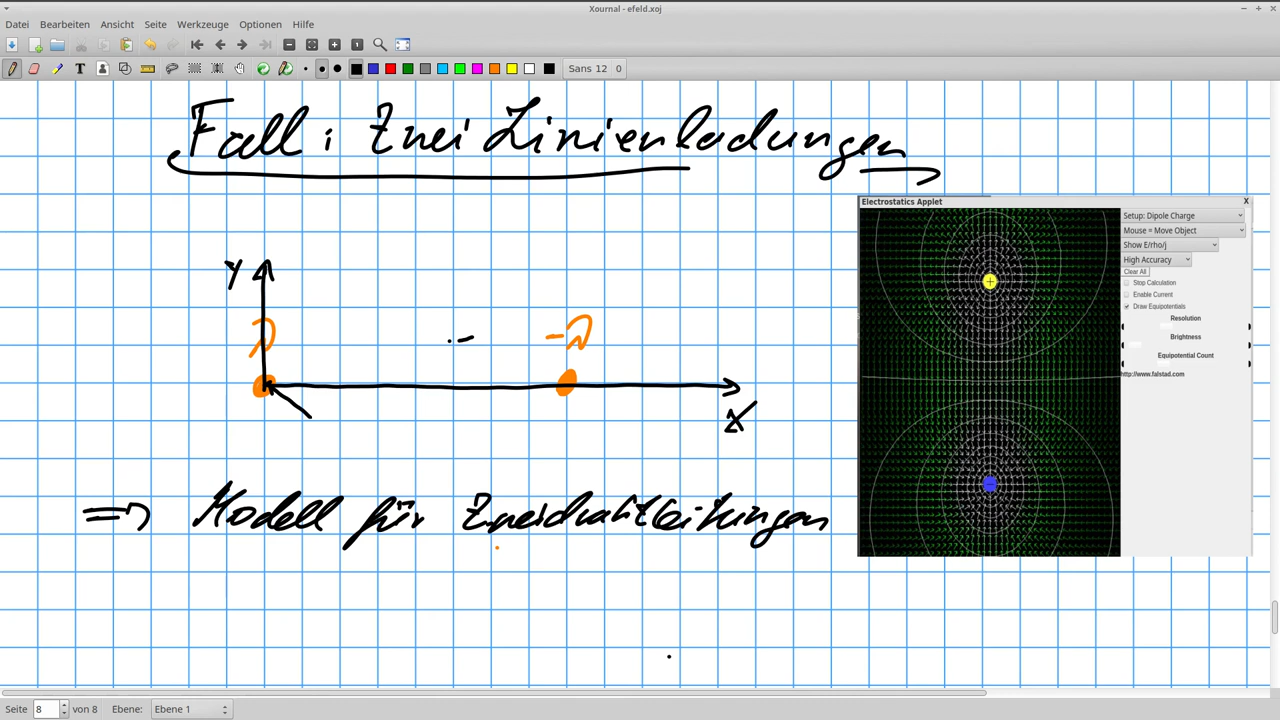 Xournal - efeld.xoj
Datei Bearbeiten Ansicht Seite Werkzeuge Optionen Hilfe
Sans 12 0
Fall: Zwei Linienladungen
Electrostatics Applet X
Setup: Dipole Charge
Mouse = Move Object
Show E/rho/j
High Accuracy
Clear All
Stop Calculation
Enable Current
Draw Equipotentials
Resolution
Brightness
Equipotential Count
http://www.falstad.com
Y
λ -λ
X
⇒ Modell für Zweidrahtleitungen
Seite 8 von 8 Ebene: Ebene 1